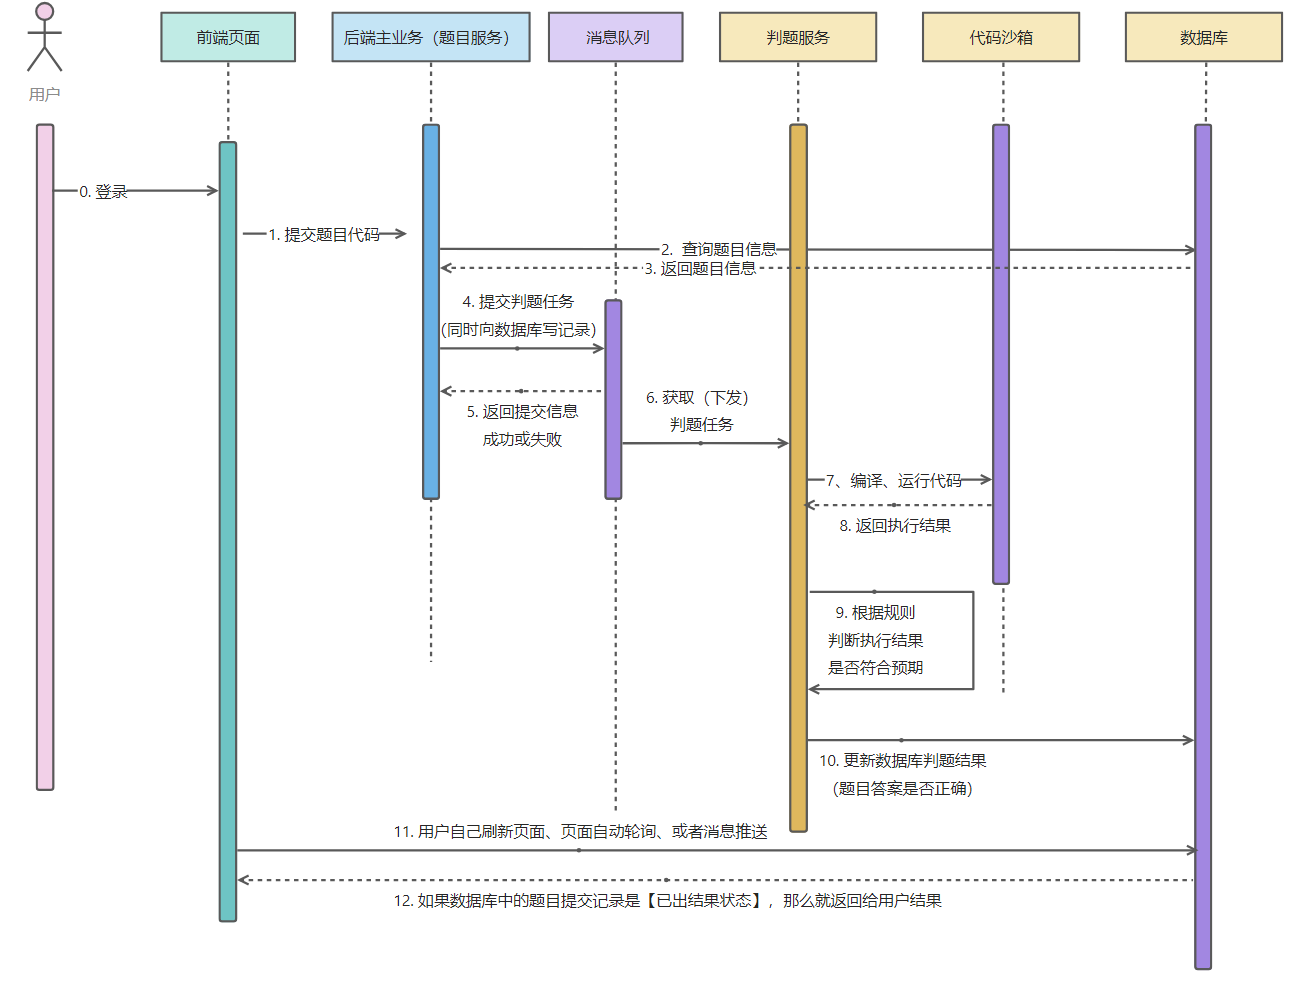 前端页面
后端主业务（题目服务）
消息队列
判题服务
代码沙箱
数据库
用户
0. 登录
1. 提交题目代码
2. 查询题目信息
3. 返回题目信息
4. 提交判题任务
（同时向数据库写记录）
5. 返回提交信息
成功或失败
6. 获取（下发）
判题任务
7、编译、运行代码
8. 返回执行结果
9. 根据规则
判断执行结果
是否符合预期
10. 更新数据库判题结果
（题目答案是否正确）
11. 用户自己刷新页面、页面自动轮询、或者消息推送
12. 如果数据库中的题目提交记录是【已出结果状态】，那么就返回给用户结果